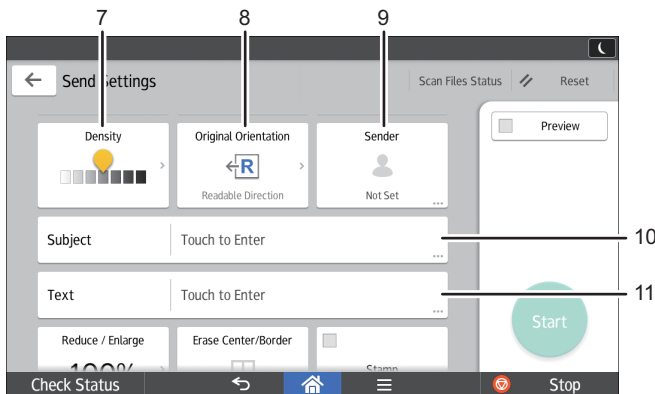 7 8 9
← Send Settings Scan Files Status Reset
Density Original Orientation Sender Preview
R
Readable Direction Not Set
Subject Touch to Enter 10
Text Touch to Enter 11
Start
Reduce / Enlarge Erase Center/Border
100% Stamp
Check Status Stop